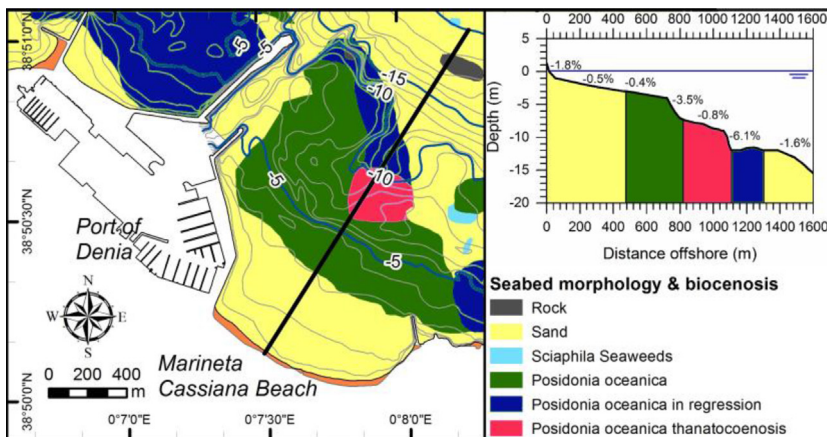 38°51'0"N
38°50'30"N
38°50'0"N
-5
-5
-15
-10
-10
-5
-5
Port of
Denia
N
W E
S
0 200 400
m
Marineta
Cassiana Beach
0°7'0"E 0°7'30"E 0°8'0"E
0 200 400 600 800 1000 1200 1400 1600
5
0
-5
-10
-15
-20
Depth (m)
-1.8%
-0.5%
-0.4%
-3.5%
-0.8%
-6.1%
-1.6%
0 200 400 600 800 1000 1200 1400 1600
Distance offshore (m)
Seabed morphology & biocenosis
Rock
Sand
Sciaphila Seaweeds
Posidonia oceanica
Posidonia oceanica in regression
Posidonia oceanica thanatocoenosis